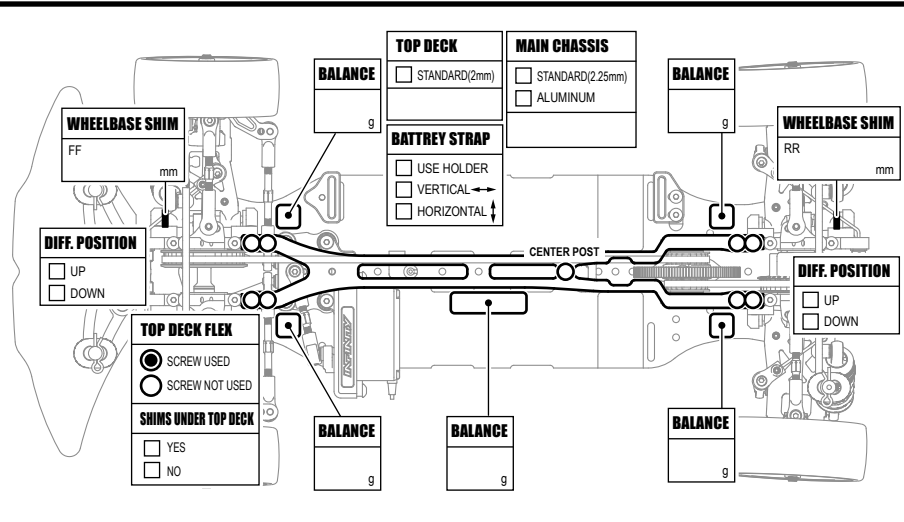 TOP DECK
STANDARD(2mm)
MAIN CHASSIS
STANDARD(2.25mm)
ALUMINUM
BALANCE
g
BALANCE
g
WHEELBASE SHIM
FF
mm
BATTREY STRAP
USE HOLDER
VERTICAL
HORIZONTAL
WHEELBASE SHIM
RR
mm
DIFF. POSITION
UP
DOWN
CENTER POST
DIFF. POSITION
UP
DOWN
TOP DECK FLEX
SCREW USED
SCREW NOT USED
SHIMS UNDER TOP DECK
YES
NO
INFINITY
BALANCE
g
BALANCE
g
BALANCE
g